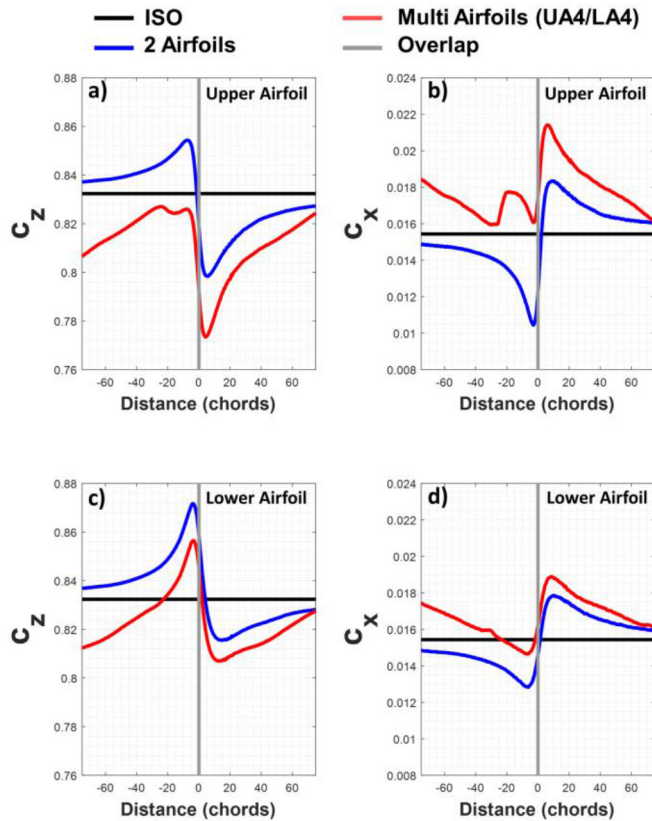 ISO
Multi Airfoils (UA4/LA4)
2 Airfoils
Overlap
a)
Upper Airfoil
0.88
0.86
0.84
0.82
0.8
0.78
0.76
c_z
-60 -40 -20 0 20 40 60
Distance (chords)
b)
Upper Airfoil
0.024
0.022
0.02
0.018
0.016
0.014
0.012
0.01
0.008
c_x
-60 -40 -20 0 20 40 60
Distance (chords)
c)
Lower Airfoil
0.88
0.86
0.84
0.82
0.8
0.78
0.76
c_z
-60 -40 -20 0 20 40 60
Distance (chords)
d)
Lower Airfoil
0.024
0.022
0.02
0.018
0.016
0.014
0.012
0.01
0.008
c_x
-60 -40 -20 0 20 40 60
Distance (chords)